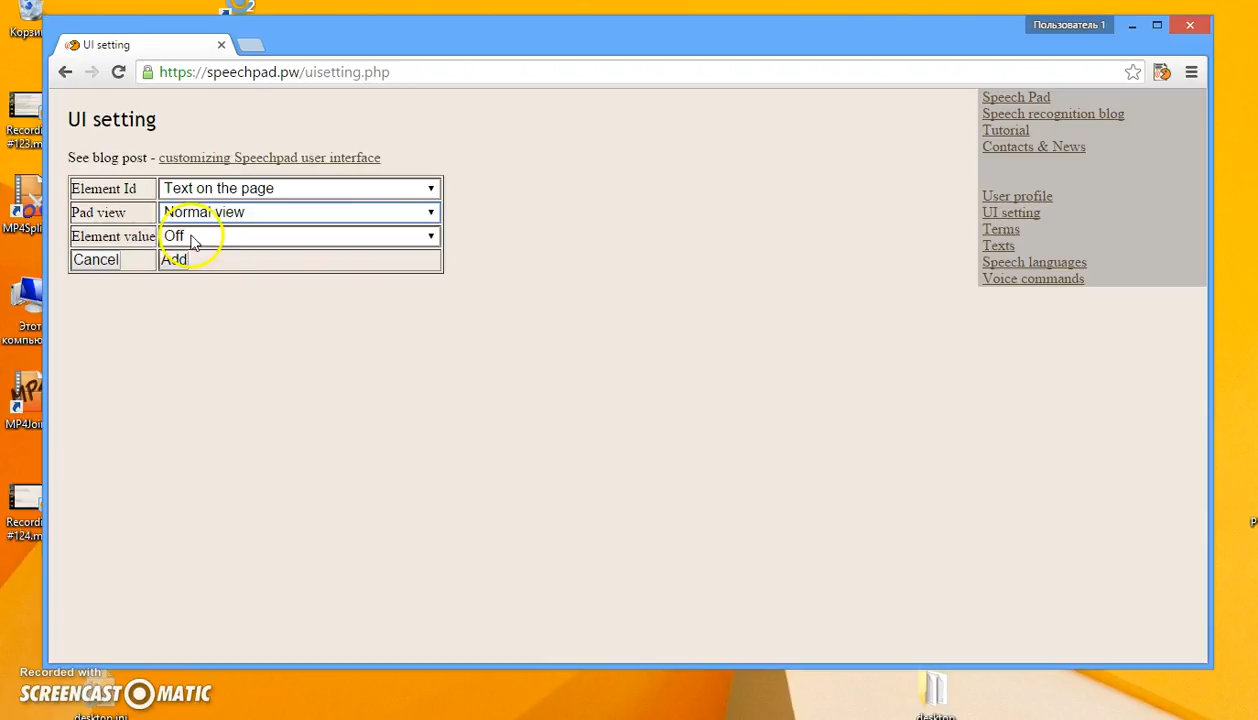 Корзи
2
Пользователь 1
UI setting
https://speechpad.pw/uisetting.php
UI setting
See blog post - customizing Speechpad user interface
Element Id Text on the page
Pad view Normal view
Element value Off
Cancel Add
Speech Pad
Speech recognition blog
Tutorial
Contacts & News
User profile
UI setting
Terms
Texts
Speech languages
Voice commands
Recordi
#123.m
MP4Spli
Этот
компью
MP4Joi
Recordi
#124.m
P
Recorded with
SCREENCAST MATIC
desktop.ini
desktop